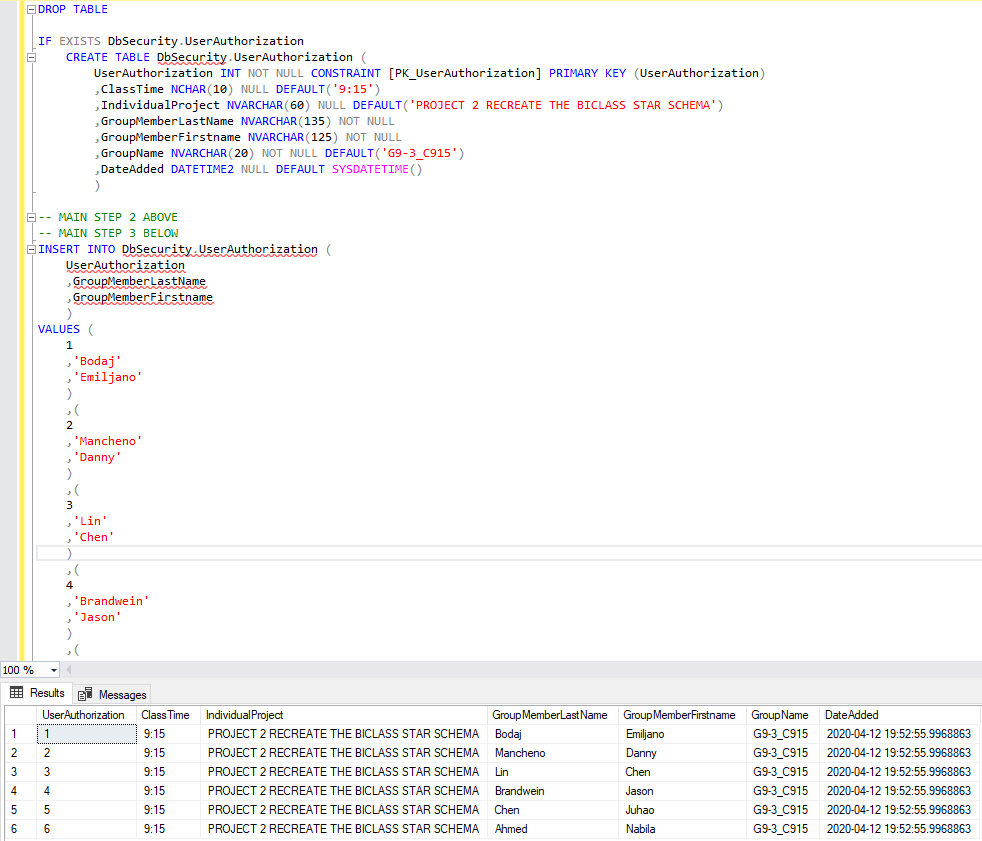 DROP TABLE
IF EXISTS DbSecurity.UserAuthorization
CREATE TABLE DbSecurity.UserAuthorization (
UserAuthorization INT NOT NULL CONSTRAINT [PK_UserAuthorization] PRIMARY KEY (UserAuthorization)
,ClassTime NCHAR(10) NULL DEFAULT('9:15')
,IndividualProject NVARCHAR(60) NULL DEFAULT('PROJECT 2 RECREATE THE BICLASS STAR SCHEMA')
,GroupMemberLastName NVARCHAR(135) NOT NULL
,GroupMemberFirstname NVARCHAR(125) NOT NULL
,GroupName NVARCHAR(20) NOT NULL DEFAULT('G9-3_C915')
,DateAdded DATETIME2 NULL DEFAULT SYSDATETIME()
)
-- MAIN STEP 2 ABOVE
-- MAIN STEP 3 BELOW
INSERT INTO DbSecurity.UserAuthorization (
UserAuthorization
,GroupMemberLastName
,GroupMemberFirstname
)
VALUES (
1
,'Bodaj'
,'Emiljano'
)
,(
2
,'Mancheno'
,'Danny'
)
,(
3
,'Lin'
,'Chen'
)
,(
4
,'Brandwein'
,'Jason'
)
,(
100 %
Results Messages
UserAuthorization ClassTime IndividualProject GroupMemberLastName GroupMemberFirstname GroupName DateAdded
1 1 9:15 PROJECT 2 RECREATE THE BICLASS STAR SCHEMA Bodaj Emiljano G9-3_C915 2020-04-12 19:52:55.9968863
2 2 9:15 PROJECT 2 RECREATE THE BICLASS STAR SCHEMA Mancheno Danny G9-3_C915 2020-04-12 19:52:55.9968863
3 3 9:15 PROJECT 2 RECREATE THE BICLASS STAR SCHEMA Lin Chen G9-3_C915 2020-04-12 19:52:55.9968863
4 4 9:15 PROJECT 2 RECREATE THE BICLASS STAR SCHEMA Brandwein Jason G9-3_C915 2020-04-12 19:52:55.9968863
5 5 9:15 PROJECT 2 RECREATE THE BICLASS STAR SCHEMA Chen Juhao G9-3_C915 2020-04-12 19:52:55.9968863
6 6 9:15 PROJECT 2 RECREATE THE BICLASS STAR SCHEMA Ahmed Nabila G9-3_C915 2020-04-12 19:52:55.9968863